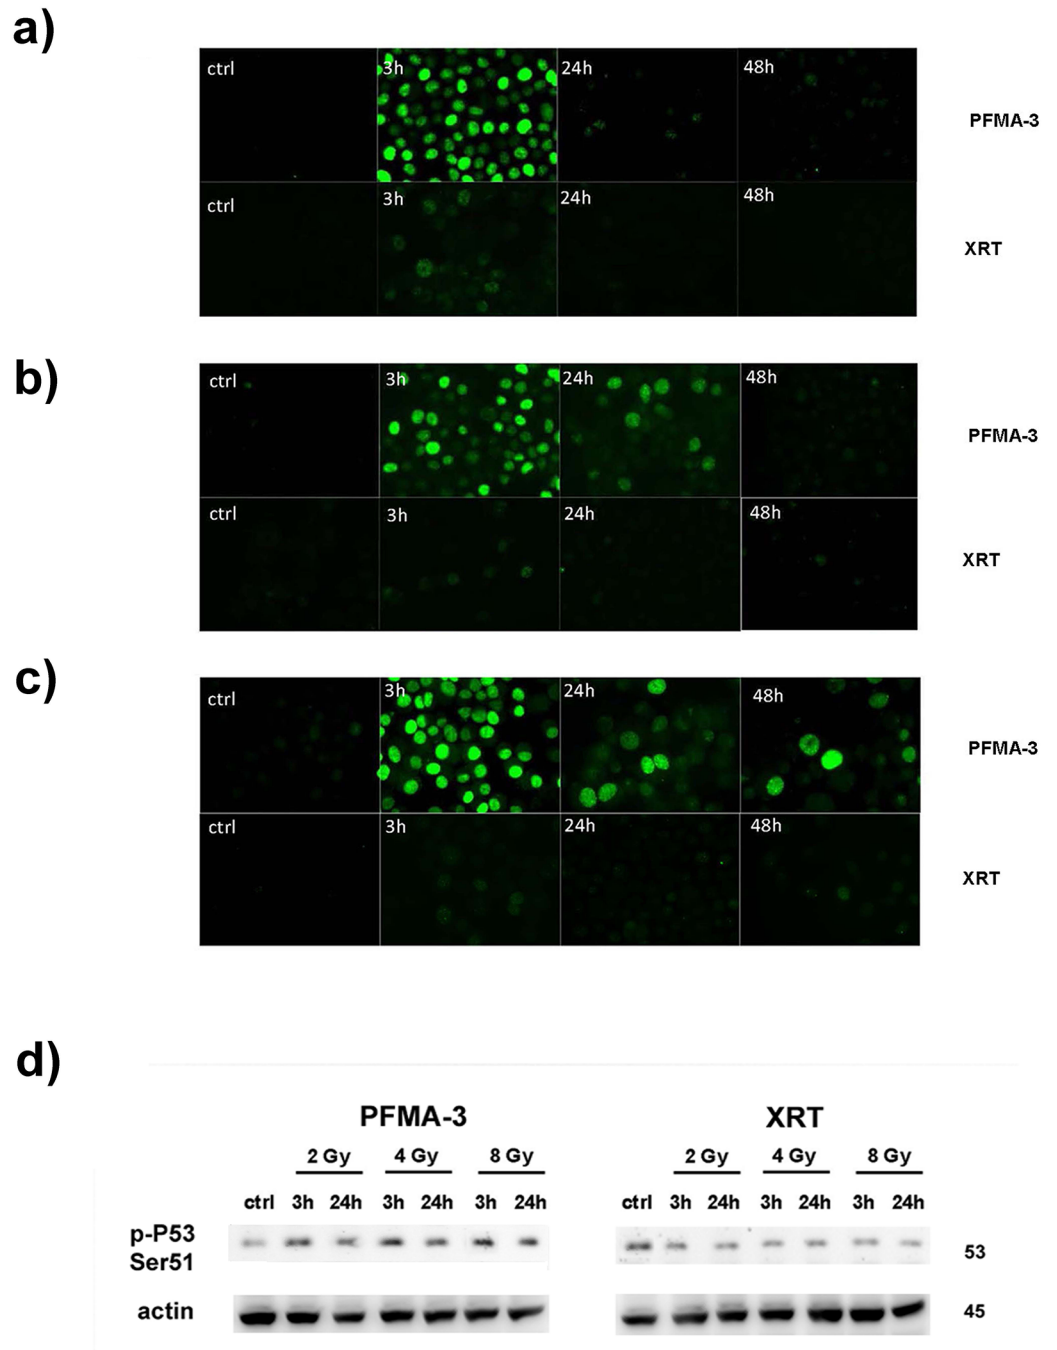 a)
ctrl 3h 24h 48h
PFMA-3
ctrl 3h 24h 48h
XRT
b)
ctrl 3h 24h 48h
PFMA-3
ctrl 3h 24h 48h
XRT
c)
ctrl 3h 24h 48h
PFMA-3
ctrl 3h 24h 48h
XRT
d)
PFMA-3 XRT
2 Gy 4 Gy 8 Gy 2 Gy 4 Gy 8 Gy
ctrl 3h 24h 3h 24h 3h 24h ctrl 3h 24h 3h 24h 3h 24h
p-P53
Ser51
53
actin
45